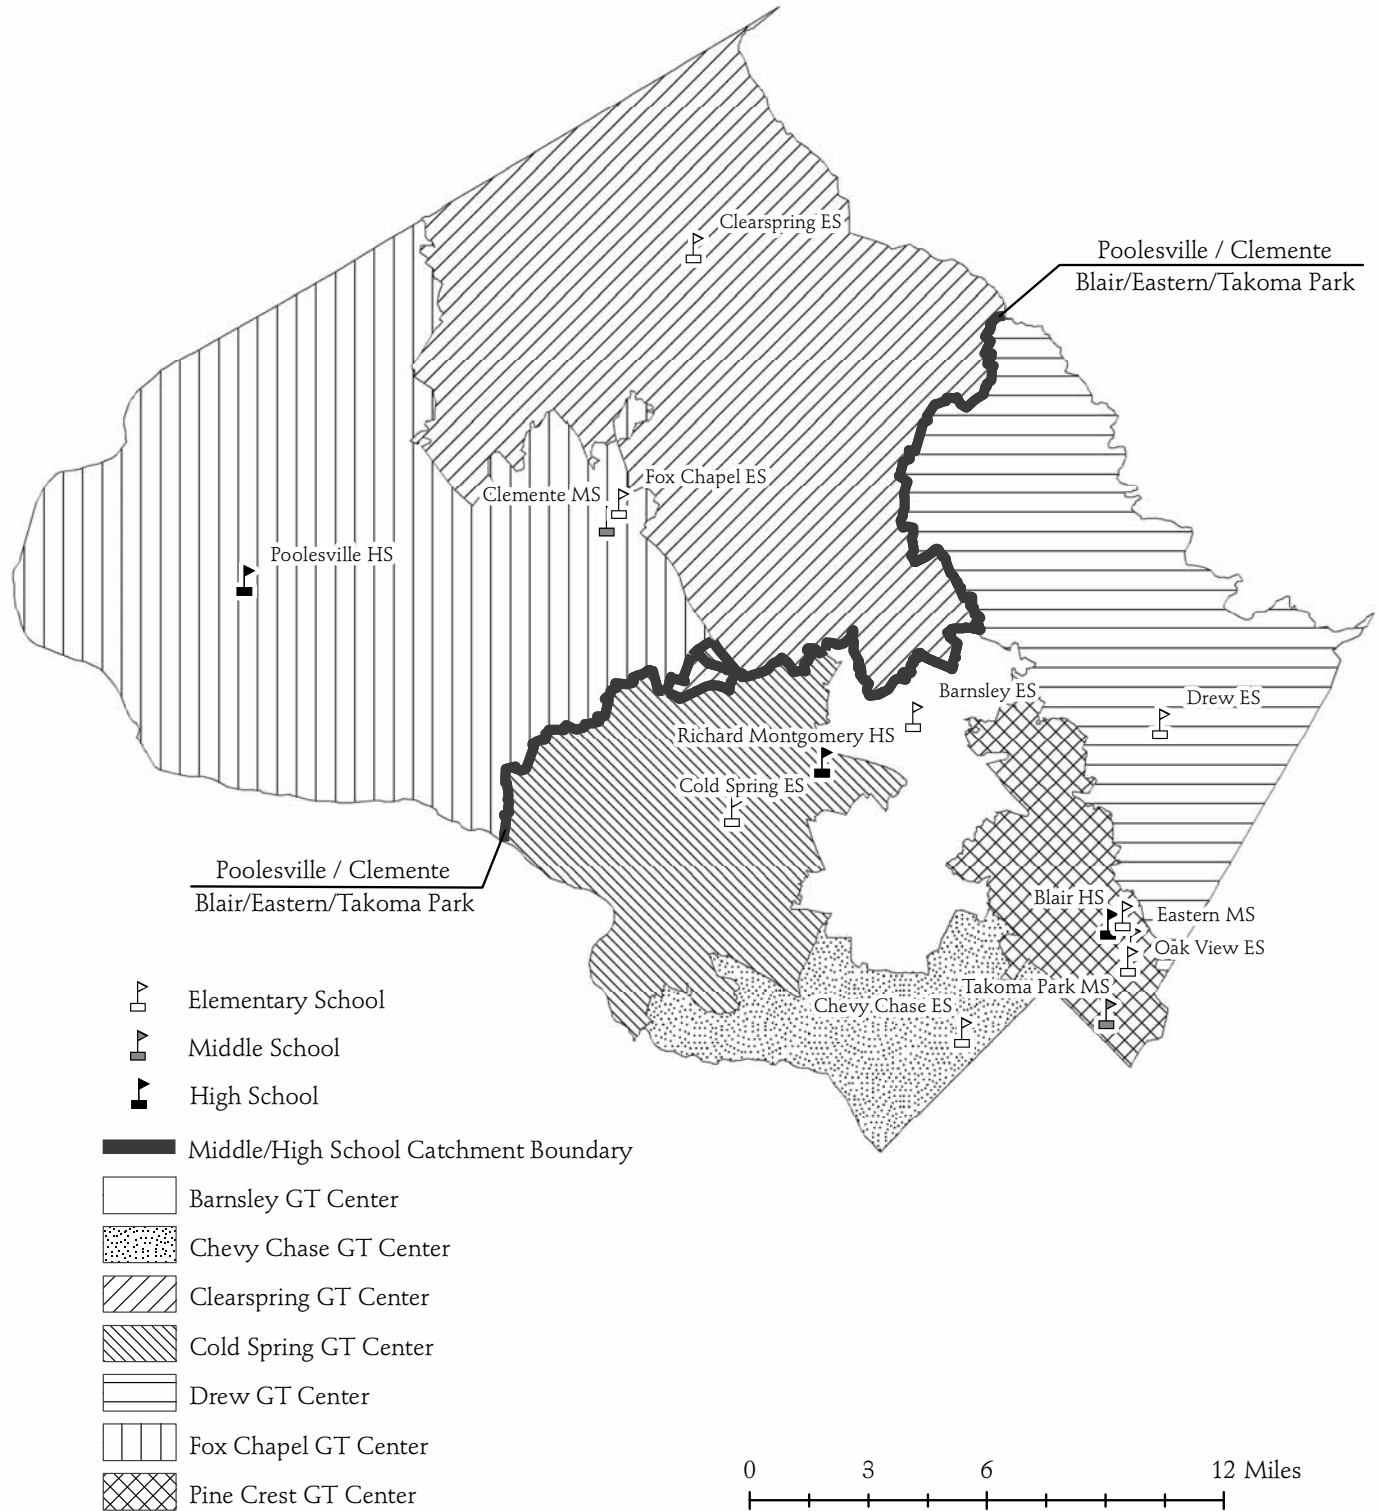 Clearspring ES
Poolesville / Clemente
Blair/Eastern/Takoma Park
Fox Chapel ES
Clemente MS
Poolesville HS
Barnsley ES
Drew ES
Richard Montgomery HS
Cold Spring ES
Poolesville / Clemente
Blair/Eastern/Takoma Park
Blair HS
Eastern MS
Oak View ES
Takoma Park MS
Chevy Chase ES
Elementary School
Middle School
High School
Middle/High School Catchment Boundary
Barnsley GT Center
Chevy Chase GT Center
Clearspring GT Center
Cold Spring GT Center
Drew GT Center
Fox Chapel GT Center
Pine Crest GT Center
0 3 6 12 Miles